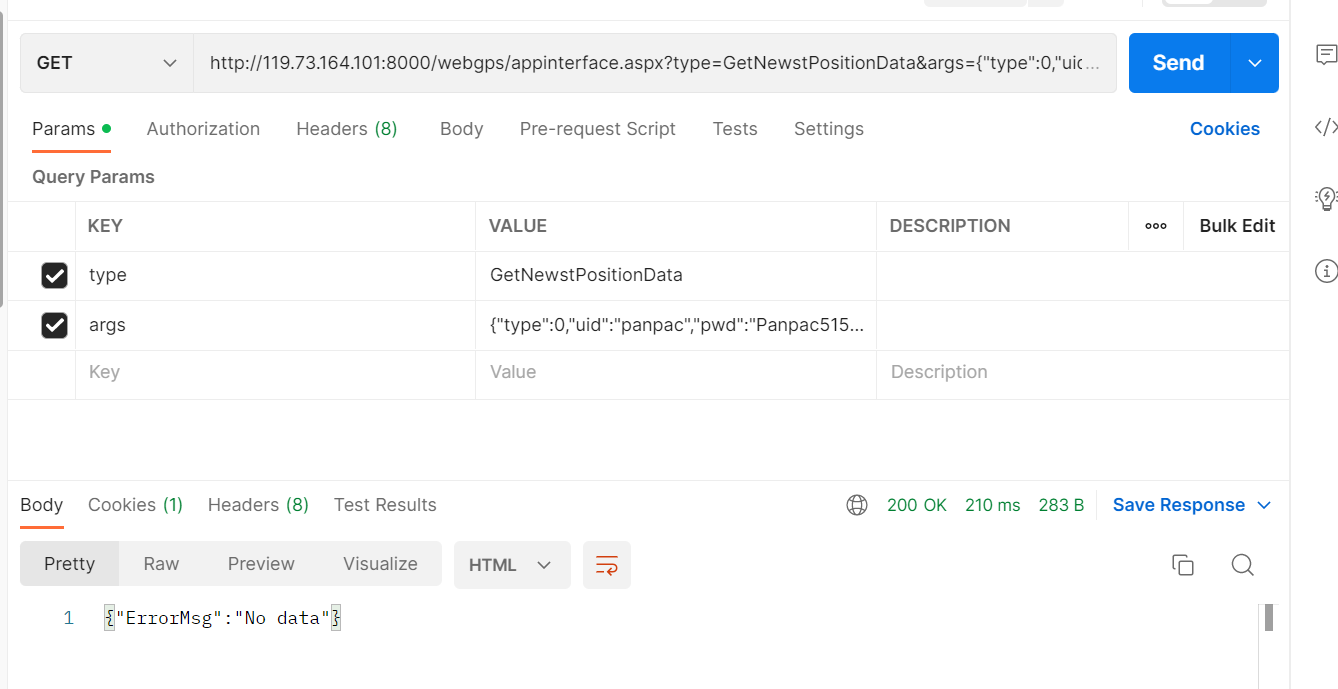 GET http://119.73.164.101:8000/webgps/appinterface.aspx?type=GetNewstPositionData&args={"type":0,"uic... Send
Params Authorization Headers (8) Body Pre-request Script Tests Settings Cookies
Query Params
KEY VALUE DESCRIPTION ooo Bulk Edit
type GetNewstPositionData
args {"type":0,"uid":"panpac","pwd":"Panpac515...
Key Value Description
Body Cookies (1) Headers (8) Test Results 200 OK 210 ms 283 B Save Response
Pretty Raw Preview Visualize HTML
1 {"ErrorMsg":"No data"}